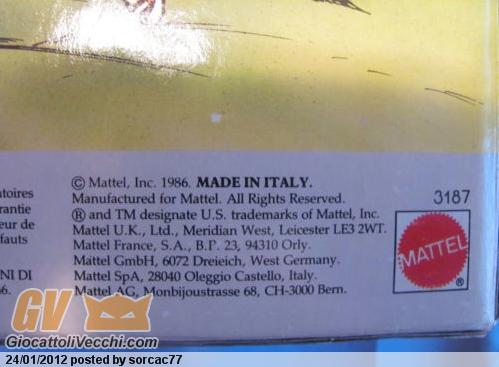 © Mattel, Inc. 1986. MADE IN ITALY.
Manufactured for Mattel. All Rights Reserved.
® and TM designate U.S. trademarks of Mattel, Inc.
Mattel U.K., Ltd., Meridian West, Leicester LE3 2WT.
Mattel France, S.A., B.P. 23, 94310 Orly.
Mattel GmbH, 6072 Dreieich, West Germany.
Mattel SpA, 28040 Oleggio Castello, Italy.
Mattel AG, Monbijoustrasse 68, CH-3000 Bern.
3187
MATTEL
®
toires
rantie
eur de
fauts
NI DI
6.
GV
GiocattoliVecchi.com
24/01/2012 posted by sorcac77